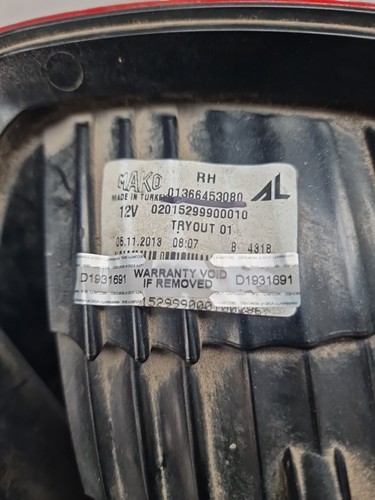 RH
MAKO 01366453080
MADE IN TURKEY AL
12V 02015299900010
TRYOUT 01
05.11.2013 08:07 B 4318
D1931691 WARRANTY VOID IF REMOVED D1931691